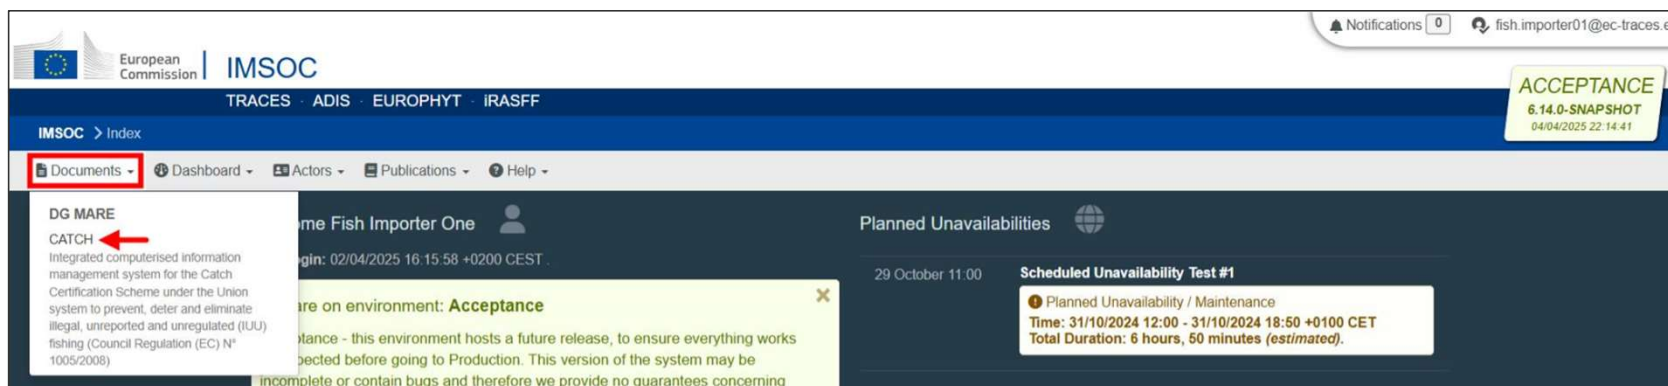 Notifications 0
fish.importer01@ec-traces.e
European
Commission
IMSOC
ACCEPTANCE
6.14.0-SNAPSHOT
04/04/2025 22:14:41
TRACES · ADIS · EUROPHYT · iRASFF
IMSOC > Index
Documents Dashboard Actors Publications Help
DG MARE
CATCH
Integrated computerised information
management system for the Catch
Certification Scheme under the Union
system to prevent, deter and eliminate
illegal, unreported and unregulated (IUU)
fishing (Council Regulation (EC) N°
1005/2008)
ome Fish Importer One
ogin: 02/04/2025 16:15:58 +0200 CEST .
are on environment: Acceptance
ptance - this environment hosts a future release, to ensure everything works
pected before going to Production. This version of the system may be
incomplete or contain bugs and therefore we provide no guarantees concerning
Planned Unavailabilities
29 October 11:00
Scheduled Unavailability Test #1
Planned Unavailability / Maintenance
Time: 31/10/2024 12:00 - 31/10/2024 18:50 +0100 CET
Total Duration: 6 hours, 50 minutes (estimated).